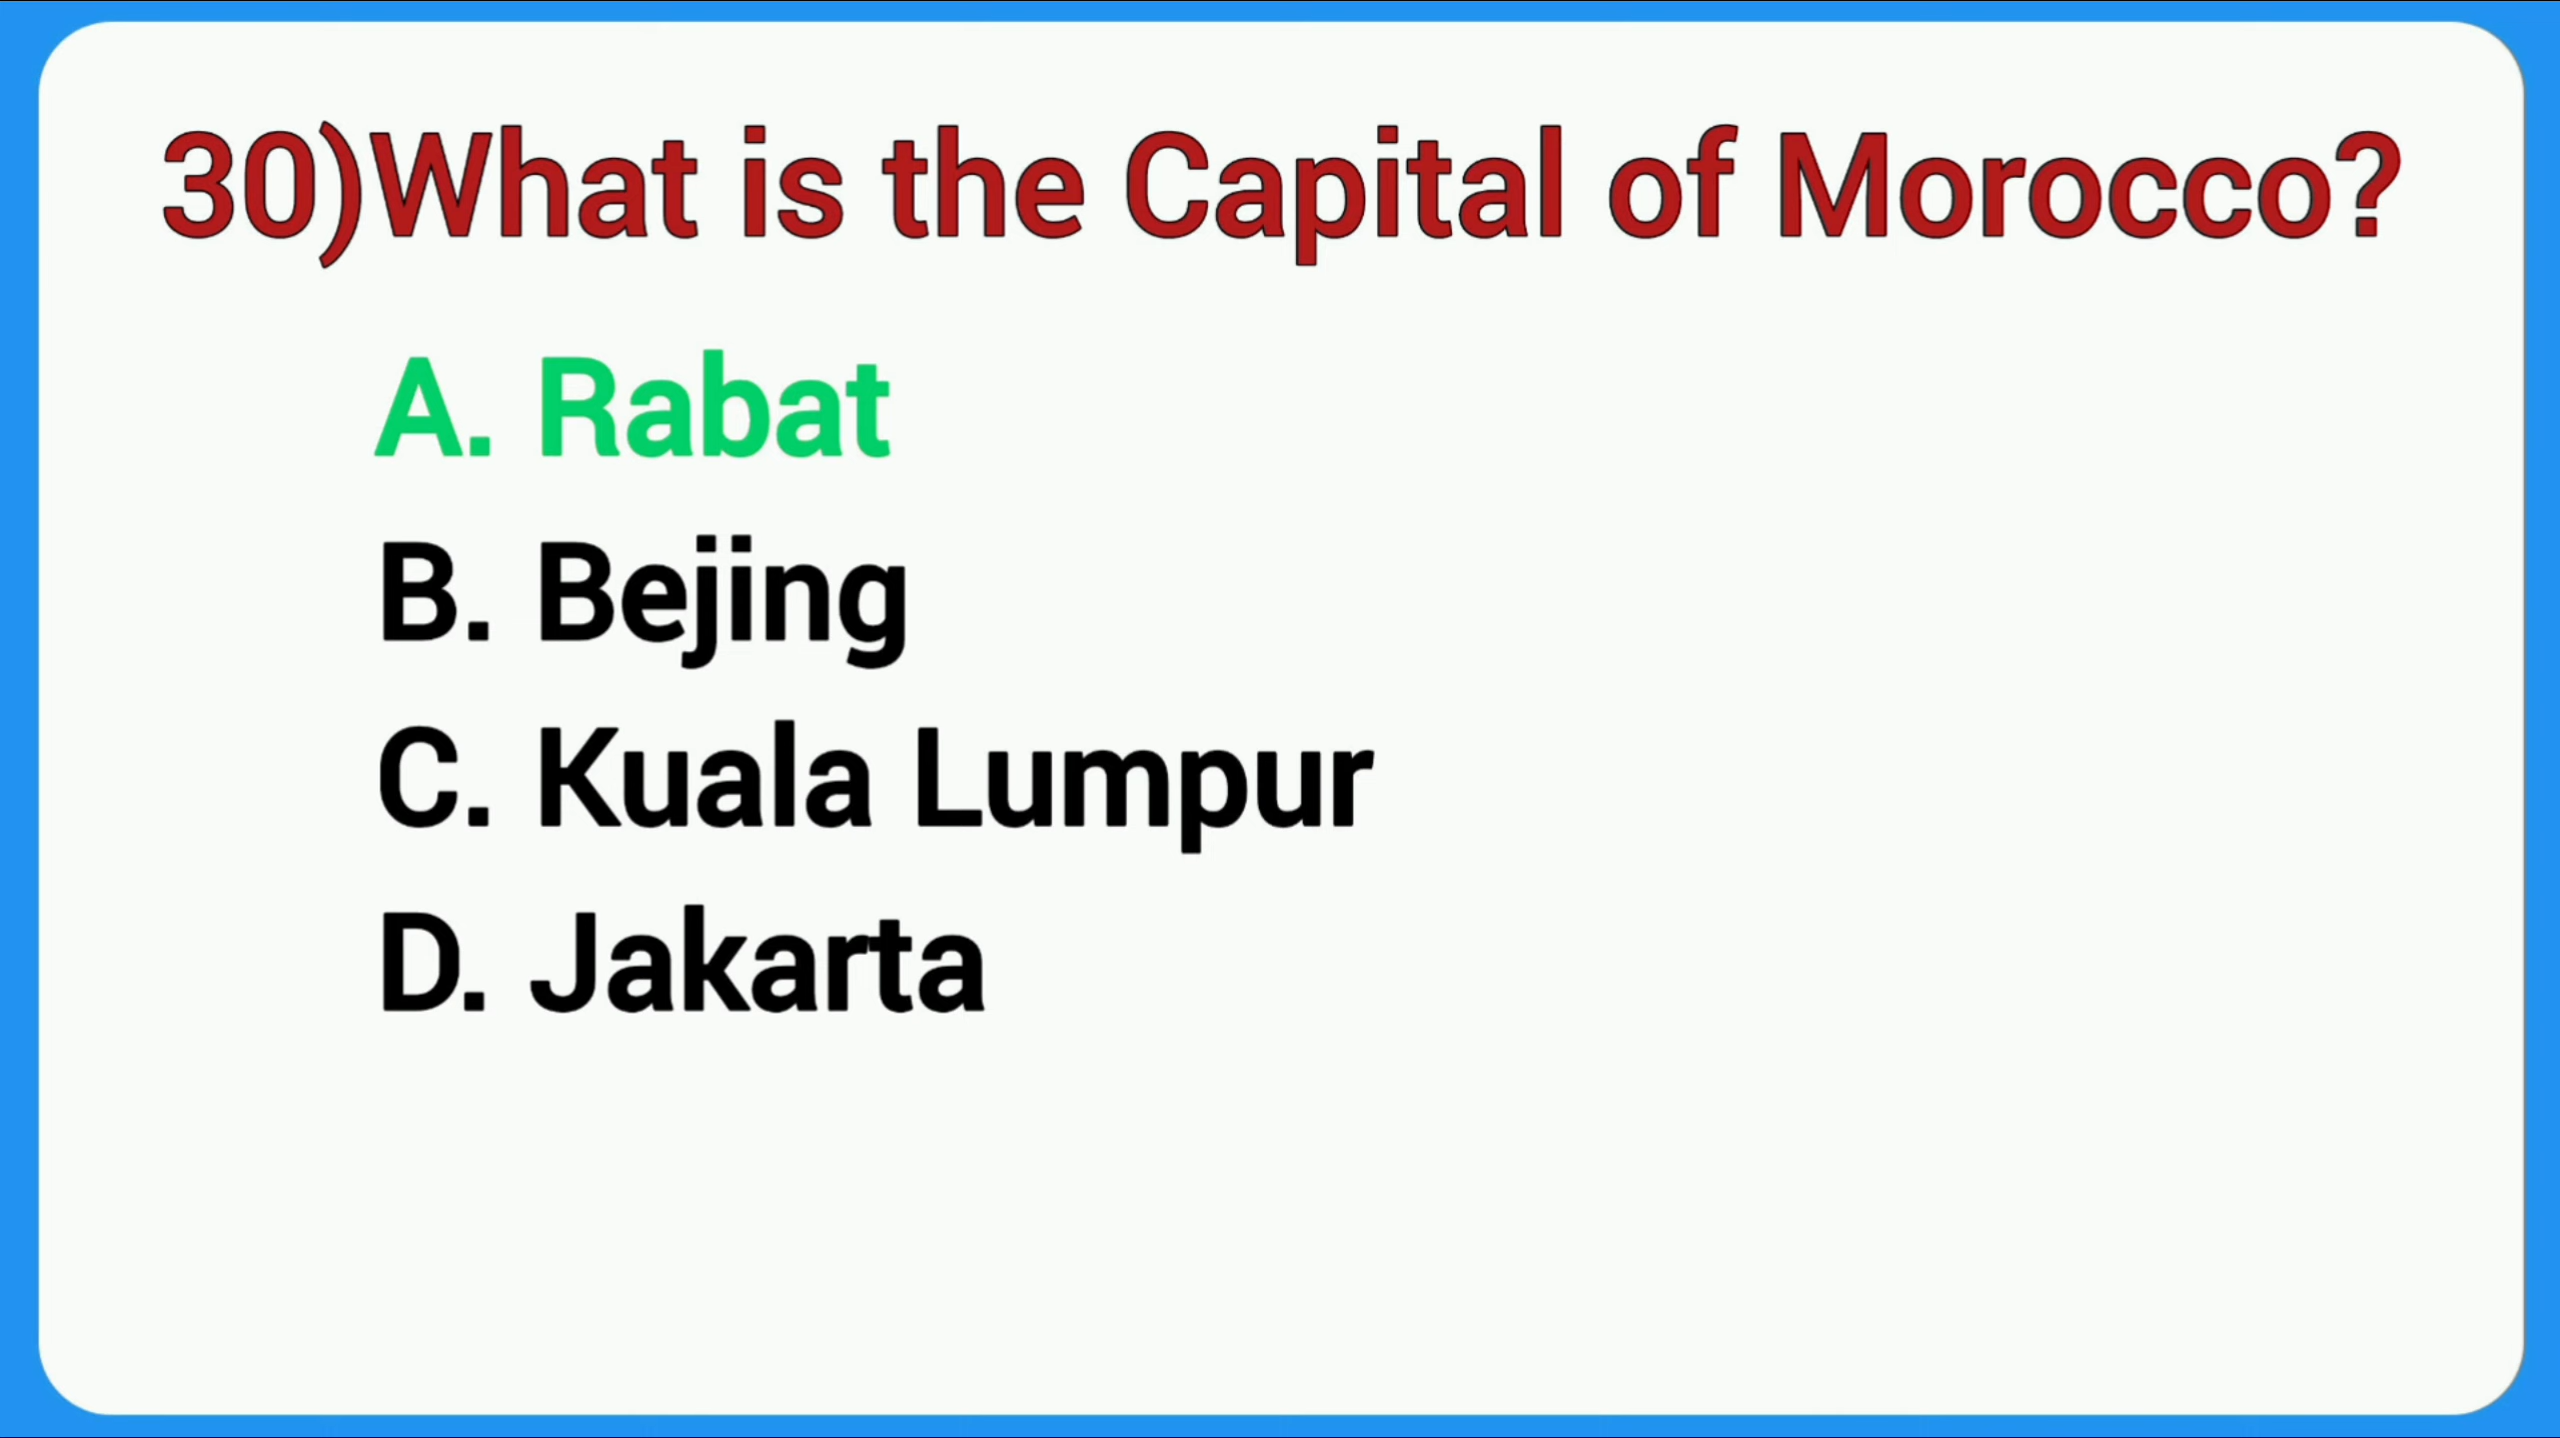 30)What is the Capital of Morocco?
A. Rabat
B. Bejing
C. Kuala Lumpur
D. Jakarta